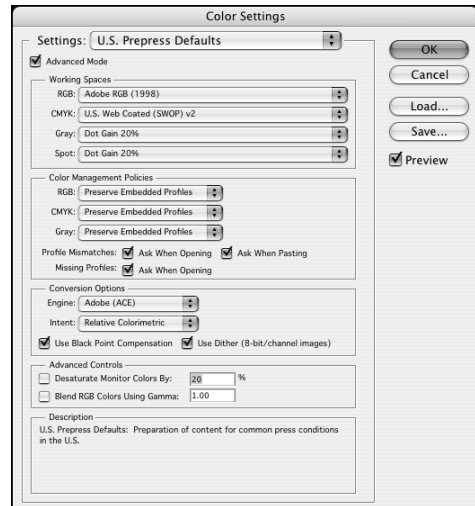 Color Settings
Settings: U.S. Prepress Defaults
Advanced Mode
Working Spaces
RGB: Adobe RGB (1998)
CMYK: U.S. Web Coated (SWOP) v2
Gray: Dot Gain 20%
Spot: Dot Gain 20%
Color Management Policies
RGB: Preserve Embedded Profiles
CMYK: Preserve Embedded Profiles
Gray: Preserve Embedded Profiles
Profile Mismatches: Ask When Opening Ask When Pasting
Missing Profiles: Ask When Opening
Conversion Options
Engine: Adobe (ACE)
Intent: Relative Colorimetric
Use Black Point Compensation Use Dither (8-bit/channel images)
Advanced Controls
Desaturate Monitor Colors By: 20 %
Blend RGB Colors Using Gamma: 1.00
Description
U.S. Prepress Defaults: Preparation of content for common press conditions
in the U.S.
OK
Cancel
Load...
Save...
Preview